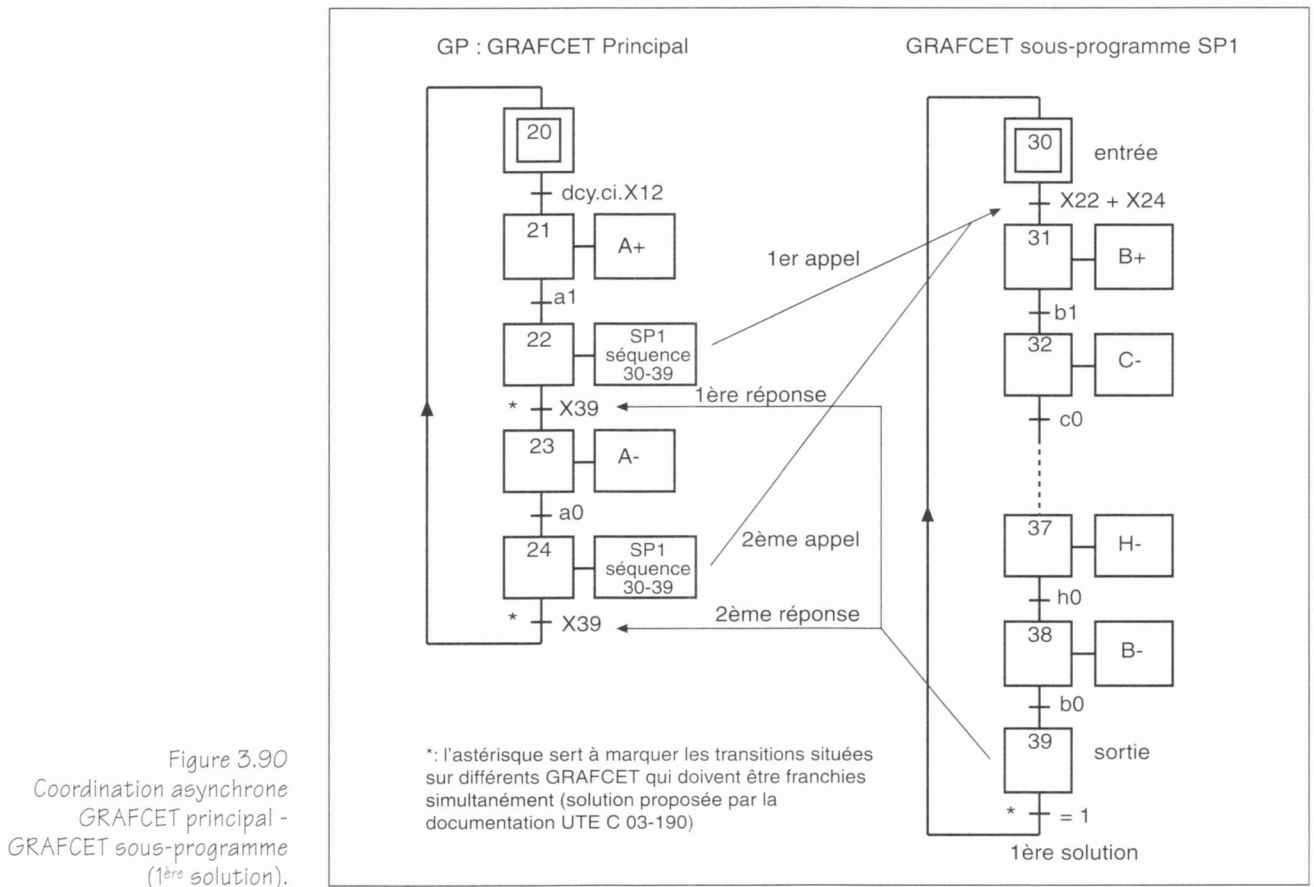 GP : GRAFCET Principal
20
dcy.ci.X12
21
A+
a1
22
SP1
séquence
30-39
* X39
23
A-
a0
24
SP1
séquence
30-39
* X39
1er appel
1ère réponse
2ème appel
2ème réponse
GRAFCET sous-programme SP1
30
entrée
X22 + X24
31
B+
b1
32
C-
c0
37
H-
h0
38
B-
b0
39
sortie
* = 1
1ère solution
*: l'astérisque sert à marquer les transitions situées
sur différents GRAFCET qui doivent être franchies
simultanément (solution proposée par la
documentation UTE C 03-190)
Figure 3.90
Coordination asynchrone
GRAFCET principal -
GRAFCET sous-programme
(1ère solution).